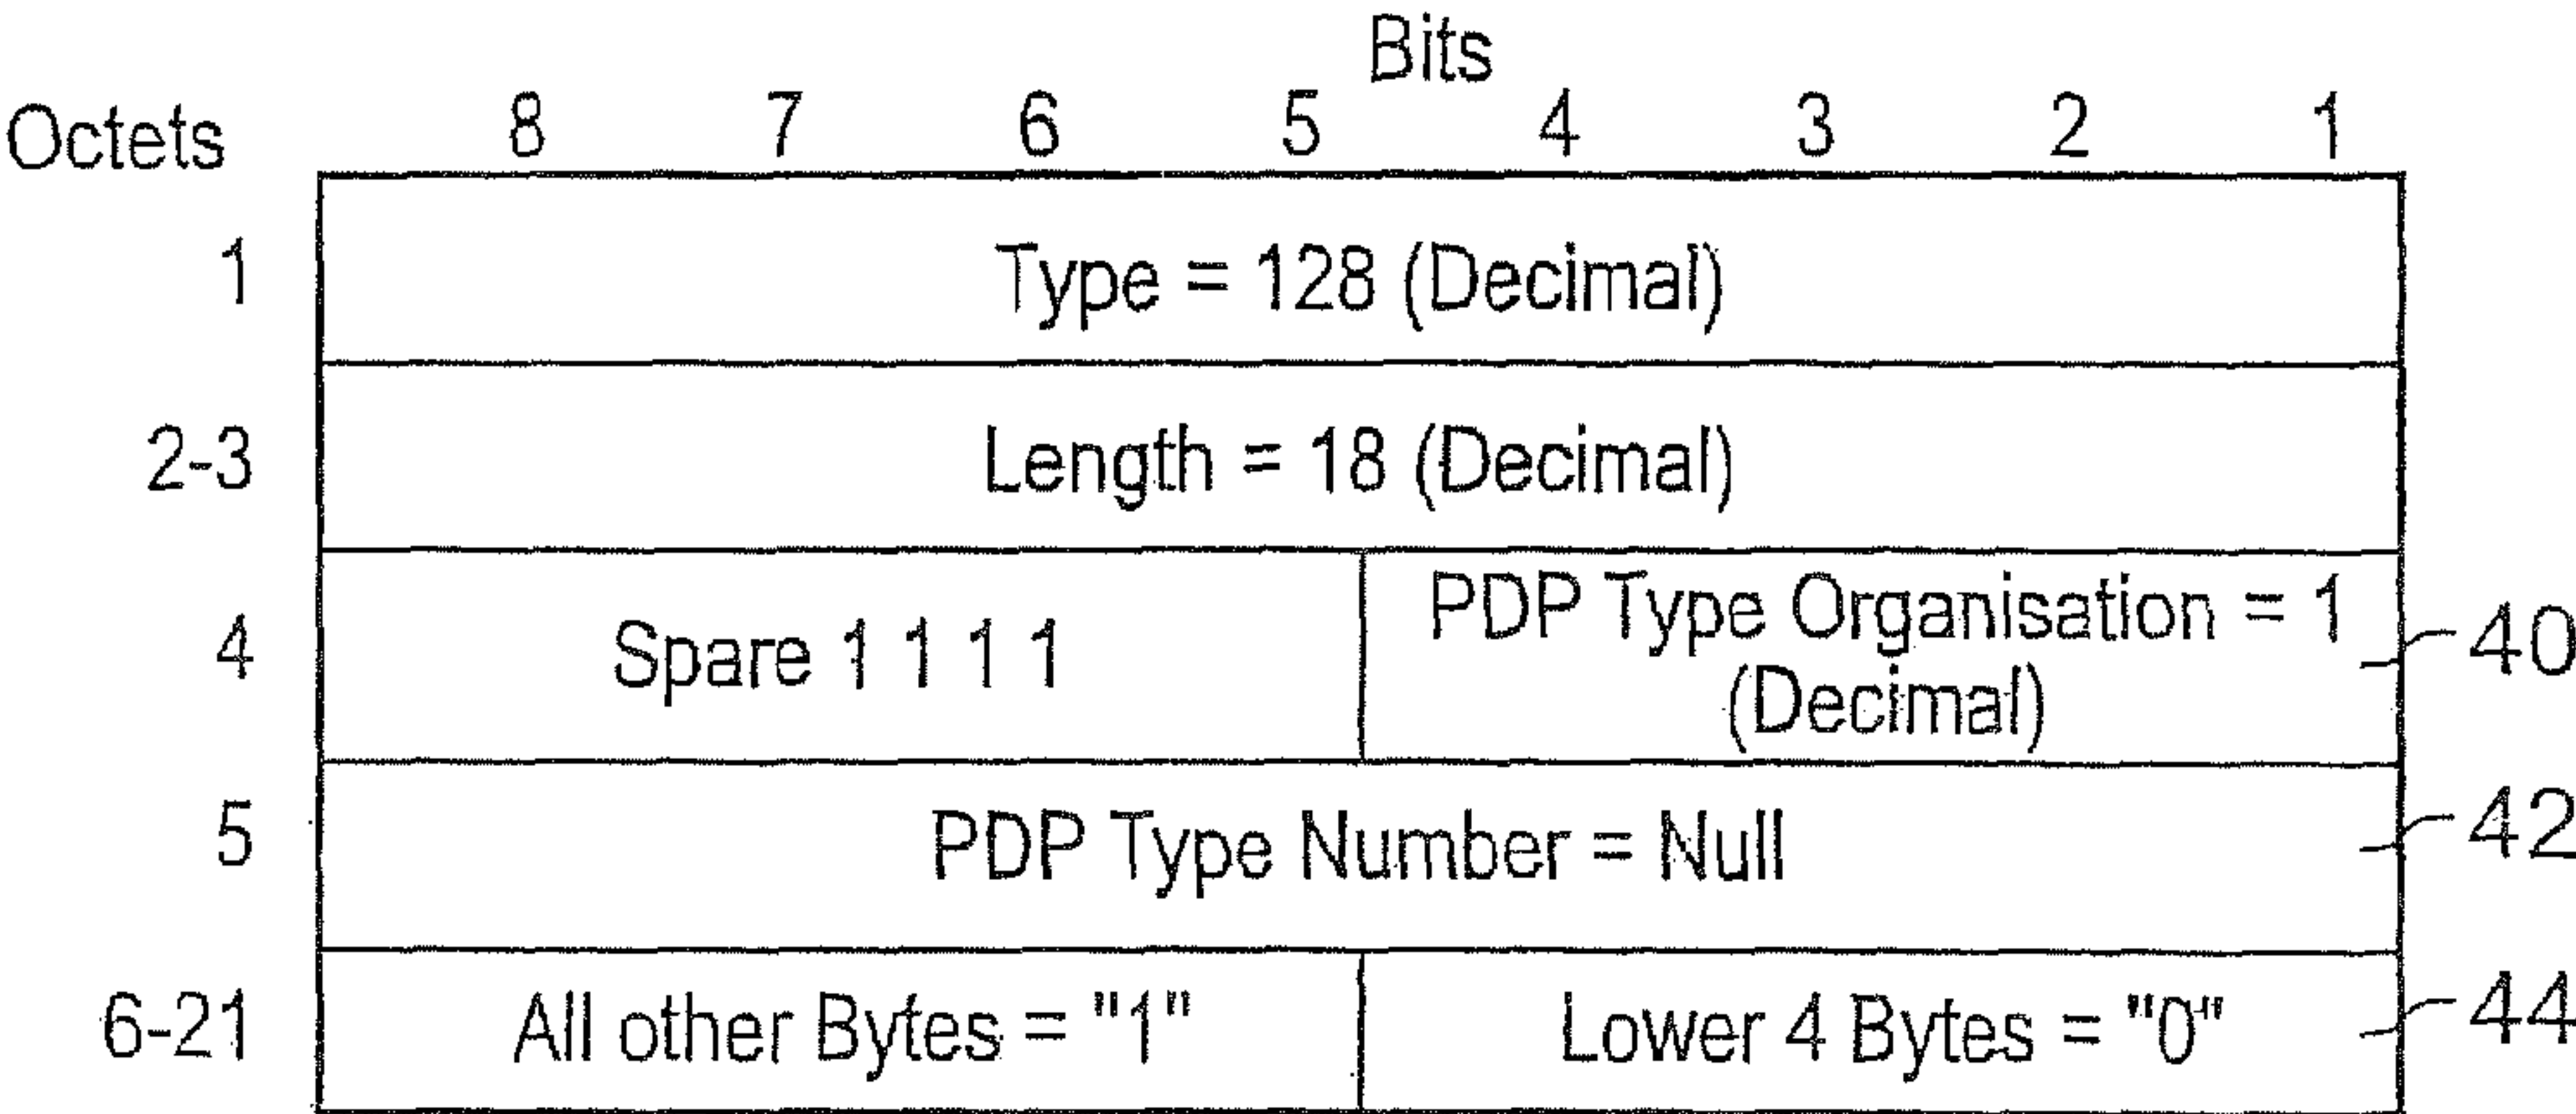 Bits
Octets 8 7 6 5 4 3 2 1
1 Type = 128 (Decimal)
2-3 Length = 18 (Decimal)
4 Spare 1 1 1 1 PDP Type Organisation = 1 40
(Decimal)
5 PDP Type Number = Null 42
6-21 All other Bytes = "1" Lower 4 Bytes = "0" 44